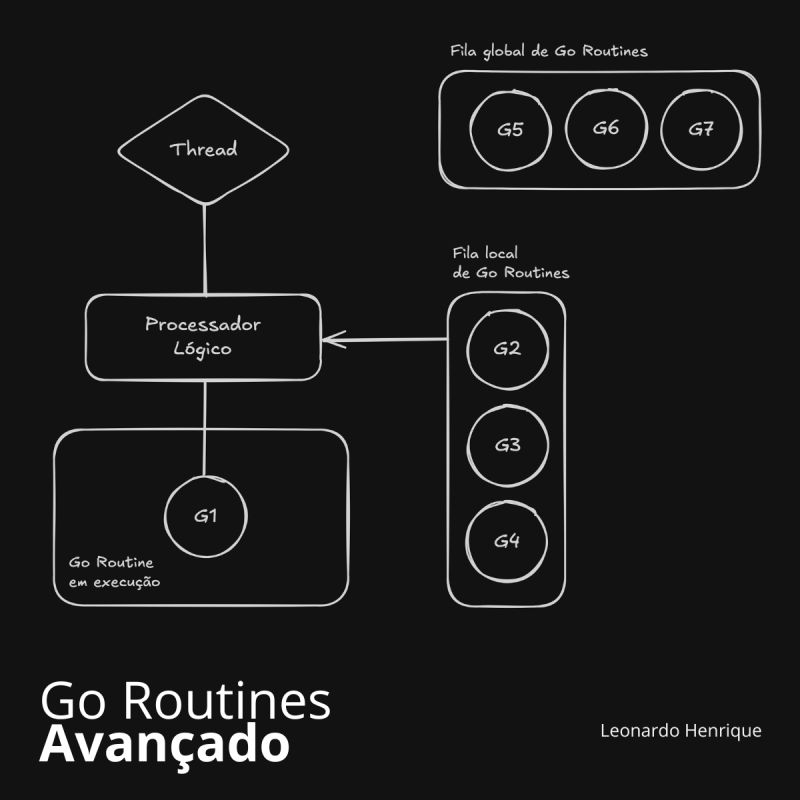 Fila global de Go Routines
G5
G6
G7
Thread
Fila local
de Go Routines
Processador
Lógico
G2
G3
G4
G1
Go Routine
em execução
Go Routines
Avançado
Leonardo Henrique